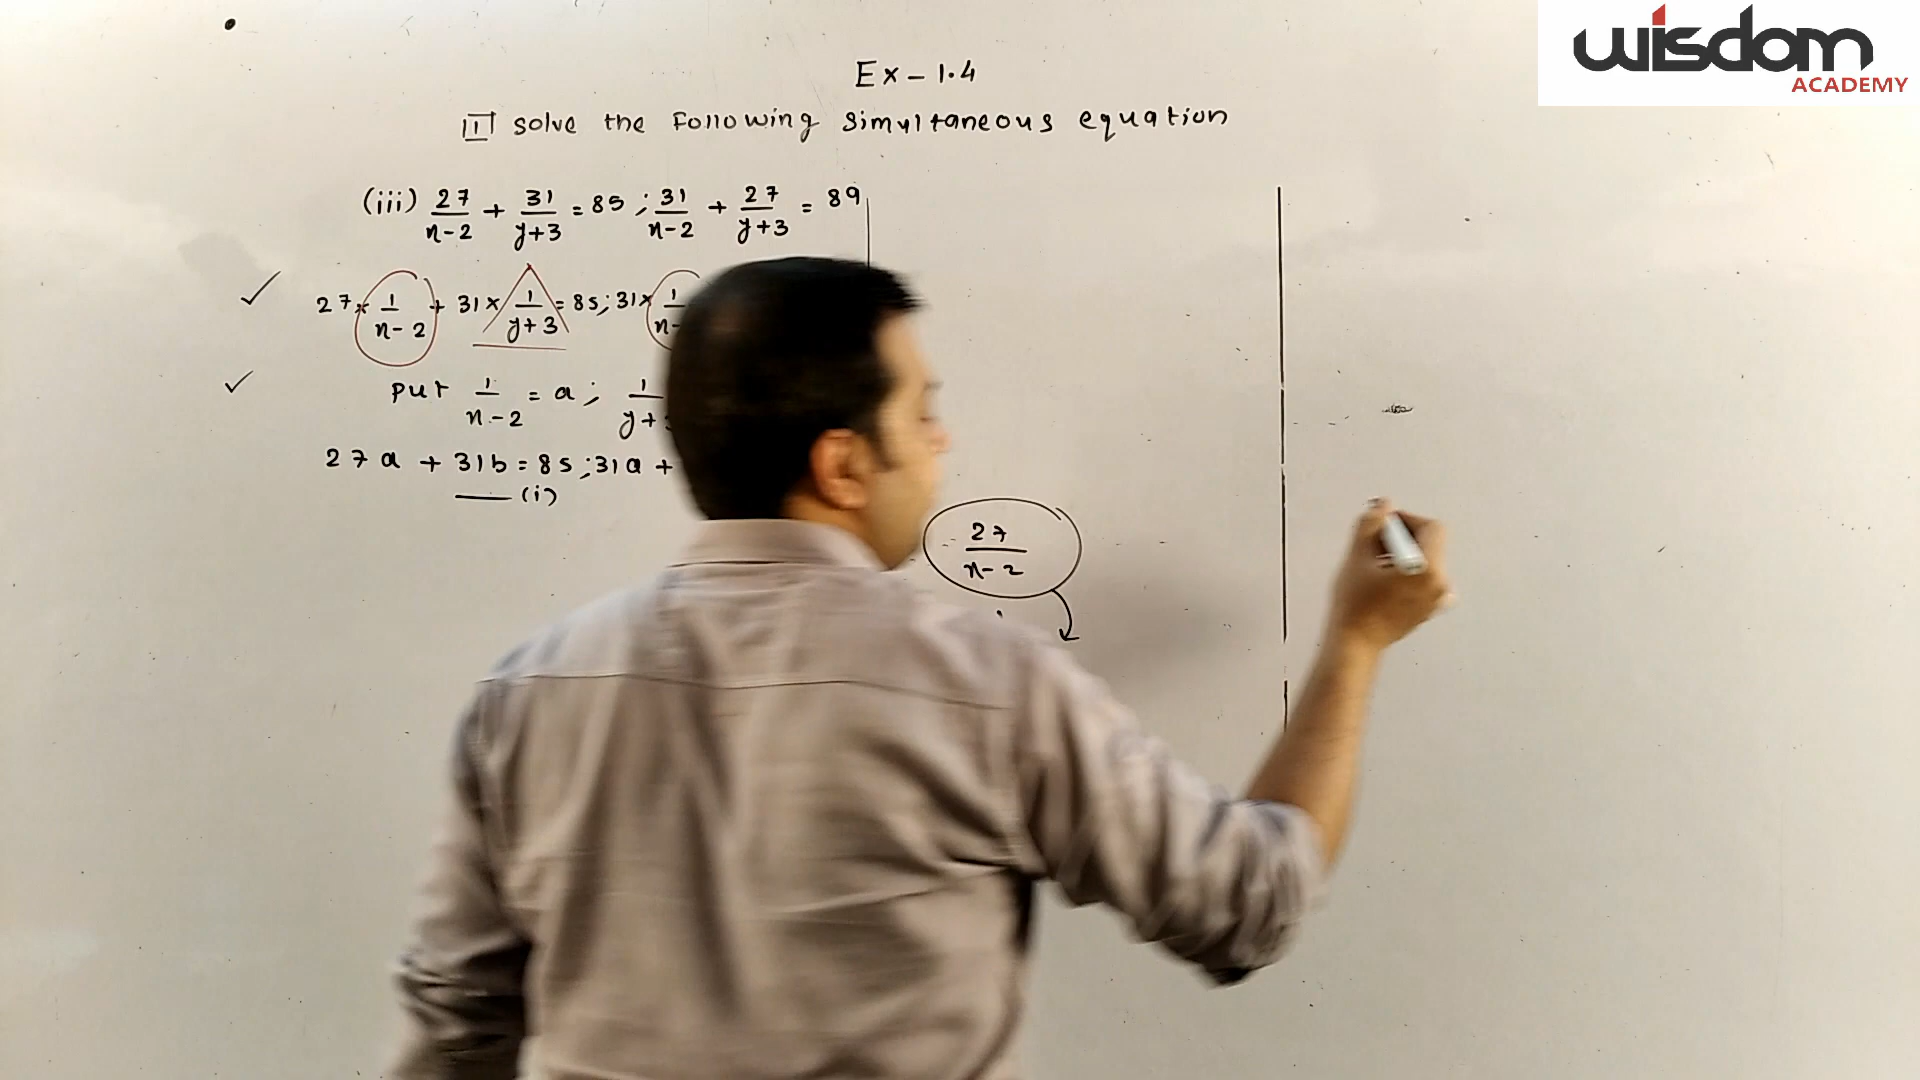 wisdom
ACADEMY
Ex - 1.4
1 solve the following simultaneous equation
(iii) 27/n-2 + 31/y+3 = 85 ; 31/n-2 + 27/y+3 = 89
27 × 1/n-2 + 31 × 1/y+3 = 85; 31 × 1/n-
put 1/n-2 = a; 1/y+
27a + 31b = 85 ; 31a +
(i)
27/n-2